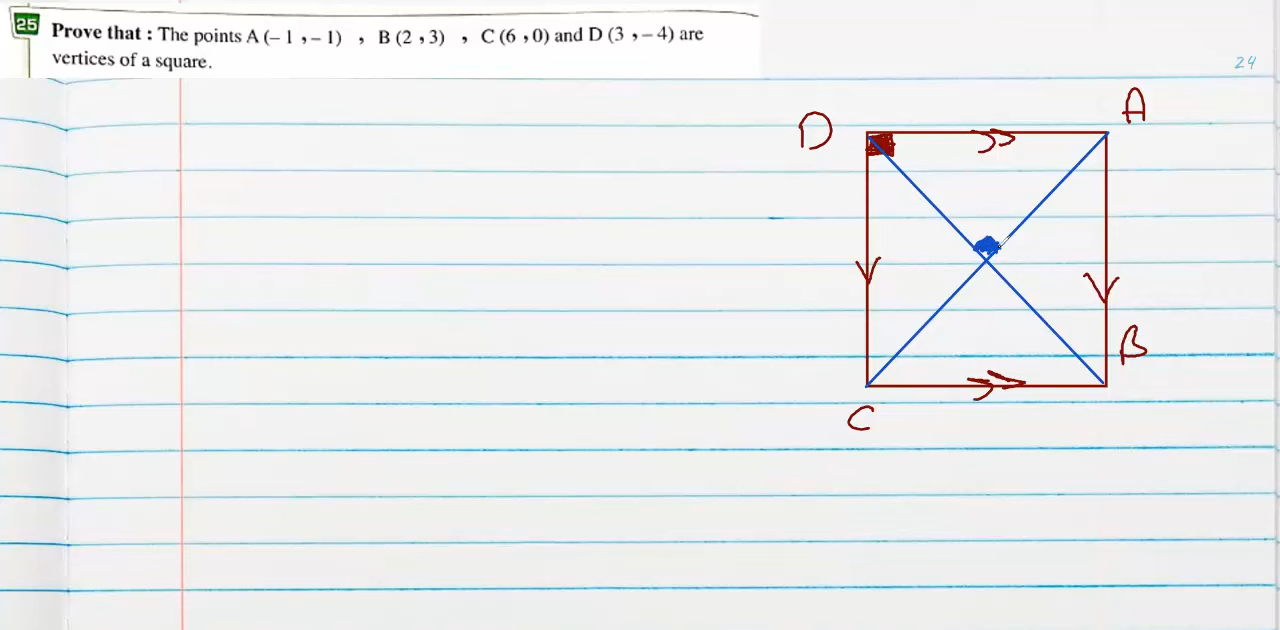 25 Prove that : The points A (– 1 , – 1) , B (2 , 3) , C (6 , 0) and D (3 , – 4) are
vertices of a square.
24
D A
B
C